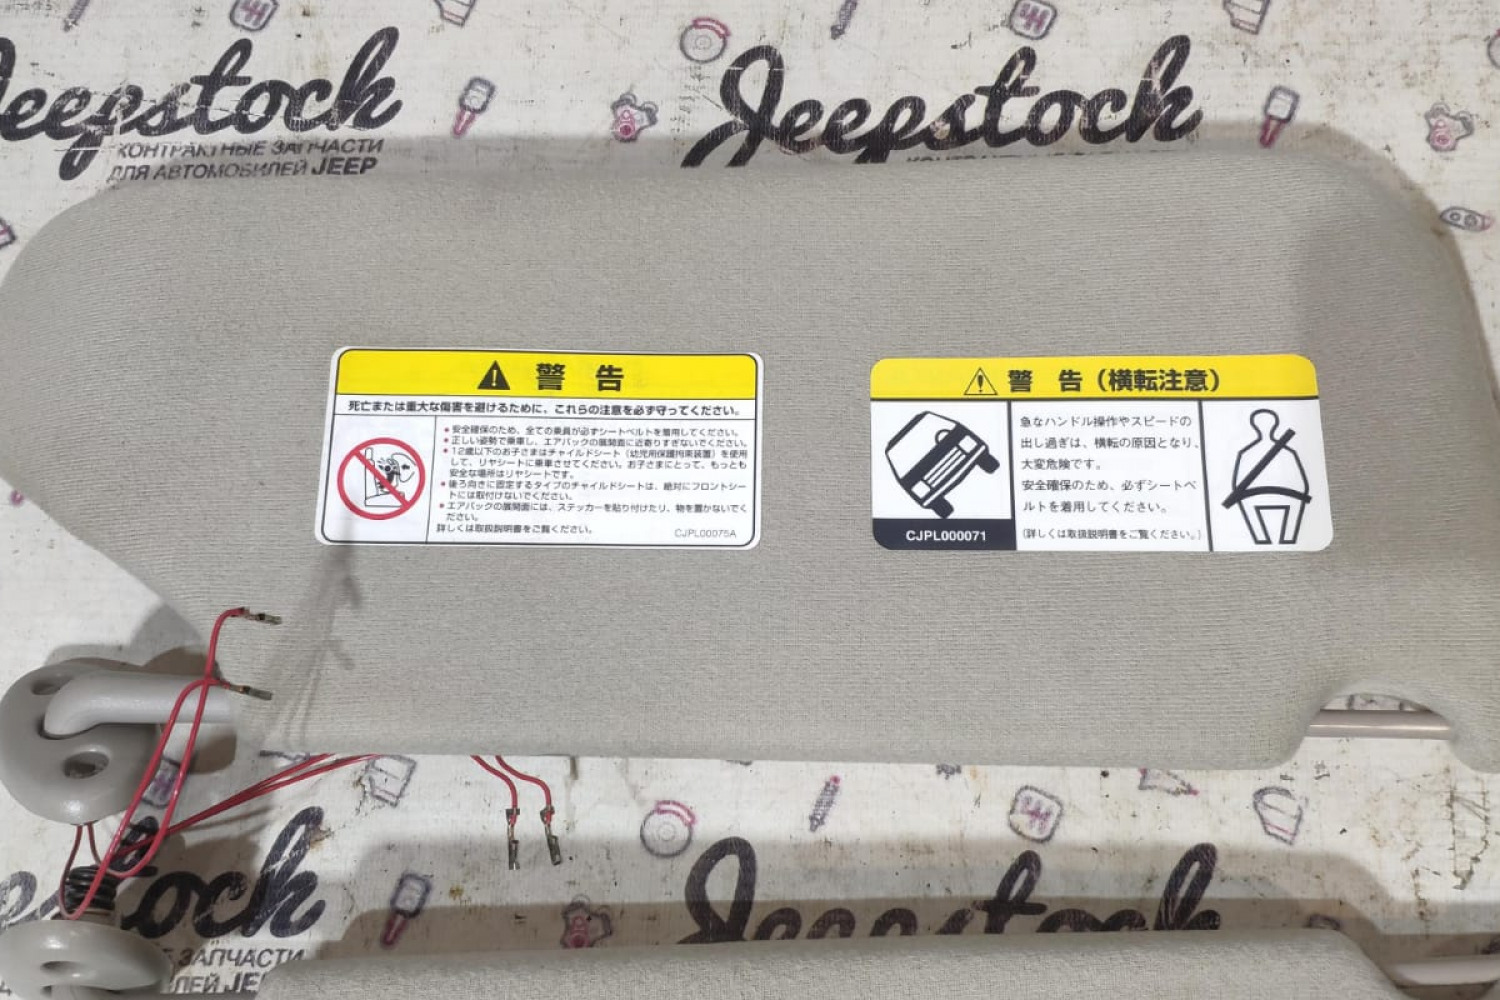 Jeepstock
КОНТРАКТНЫЕ ЗАПЧАСТИ
ДЛЯ АВТОМОБИЛЕЙ JEEP
Jeepstock
警 告
死亡または重大な傷害を避けるために、これらの注意を必ず守ってください。
・安全確保のため、全ての乗員が必ずシートベルトを着用してください。
・正しい姿勢で乗車し、エアバックの展開面に近寄りすぎないでください。
・12歳以下のお子さまはチャイルドシート（幼児用保護拘束装置）を使用
して、リヤシートに乗車させてください。お子さまにとって、もっとも
安全な場所はリヤシートです。
・後ろ向きに固定するタイプのチャイルドシートは、絶対にフロントシー
トには取付けないでください。
・エアバックの展開面には、ステッカーを貼り付けたり、物を置かないでく
ださい。
詳しくは取扱説明書をご覧ください。
CJPL00075A
警 告（横転注意）
急なハンドル操作やスピードの
出し過ぎは、横転の原因となり、
大変危険です。
安全確保のため、必ずシートベ
ルトを着用してください。
（詳しくは取扱説明書をご覧ください。）
CJPL000071
tock
ЗАПЧАСТИ
ИЛЕЙ JE
Jeepstock